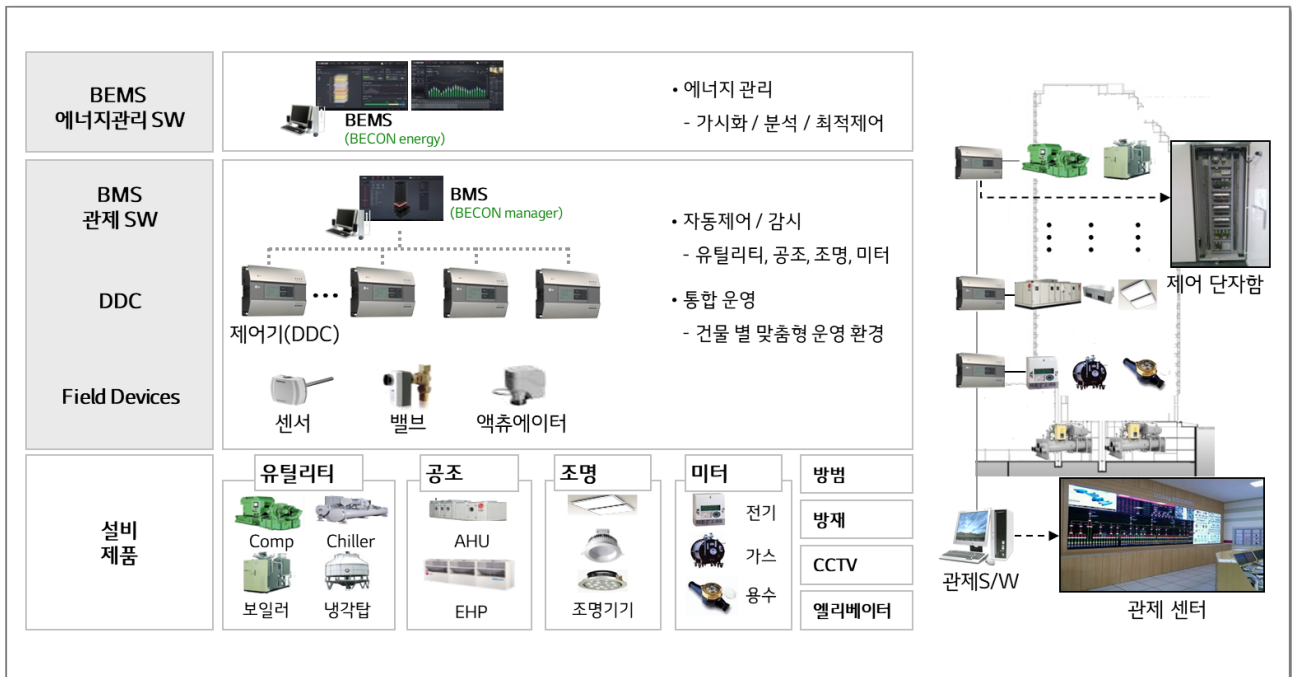 BEMS
에너지관리 SW
BEMS
(BECON energy)
• 에너지 관리
- 가시화 / 분석 / 최적제어
BMS
관제 SW
BMS
(BECON manager)
• 자동제어 / 감시
- 유틸리티, 공조, 조명, 미터
DDC
제어기(DDC)
• 통합 운영
- 건물 별 맞춤형 운영 환경
Field Devices
센서
밸브
액츄에이터
설비
제품
유틸리티
Comp
Chiller
보일러
냉각탑
공조
AHU
EHP
조명
조명기기
미터
전기
가스
용수
방범
방재
CCTV
엘리베이터
제어 단자함
관제S/W
관제 센터